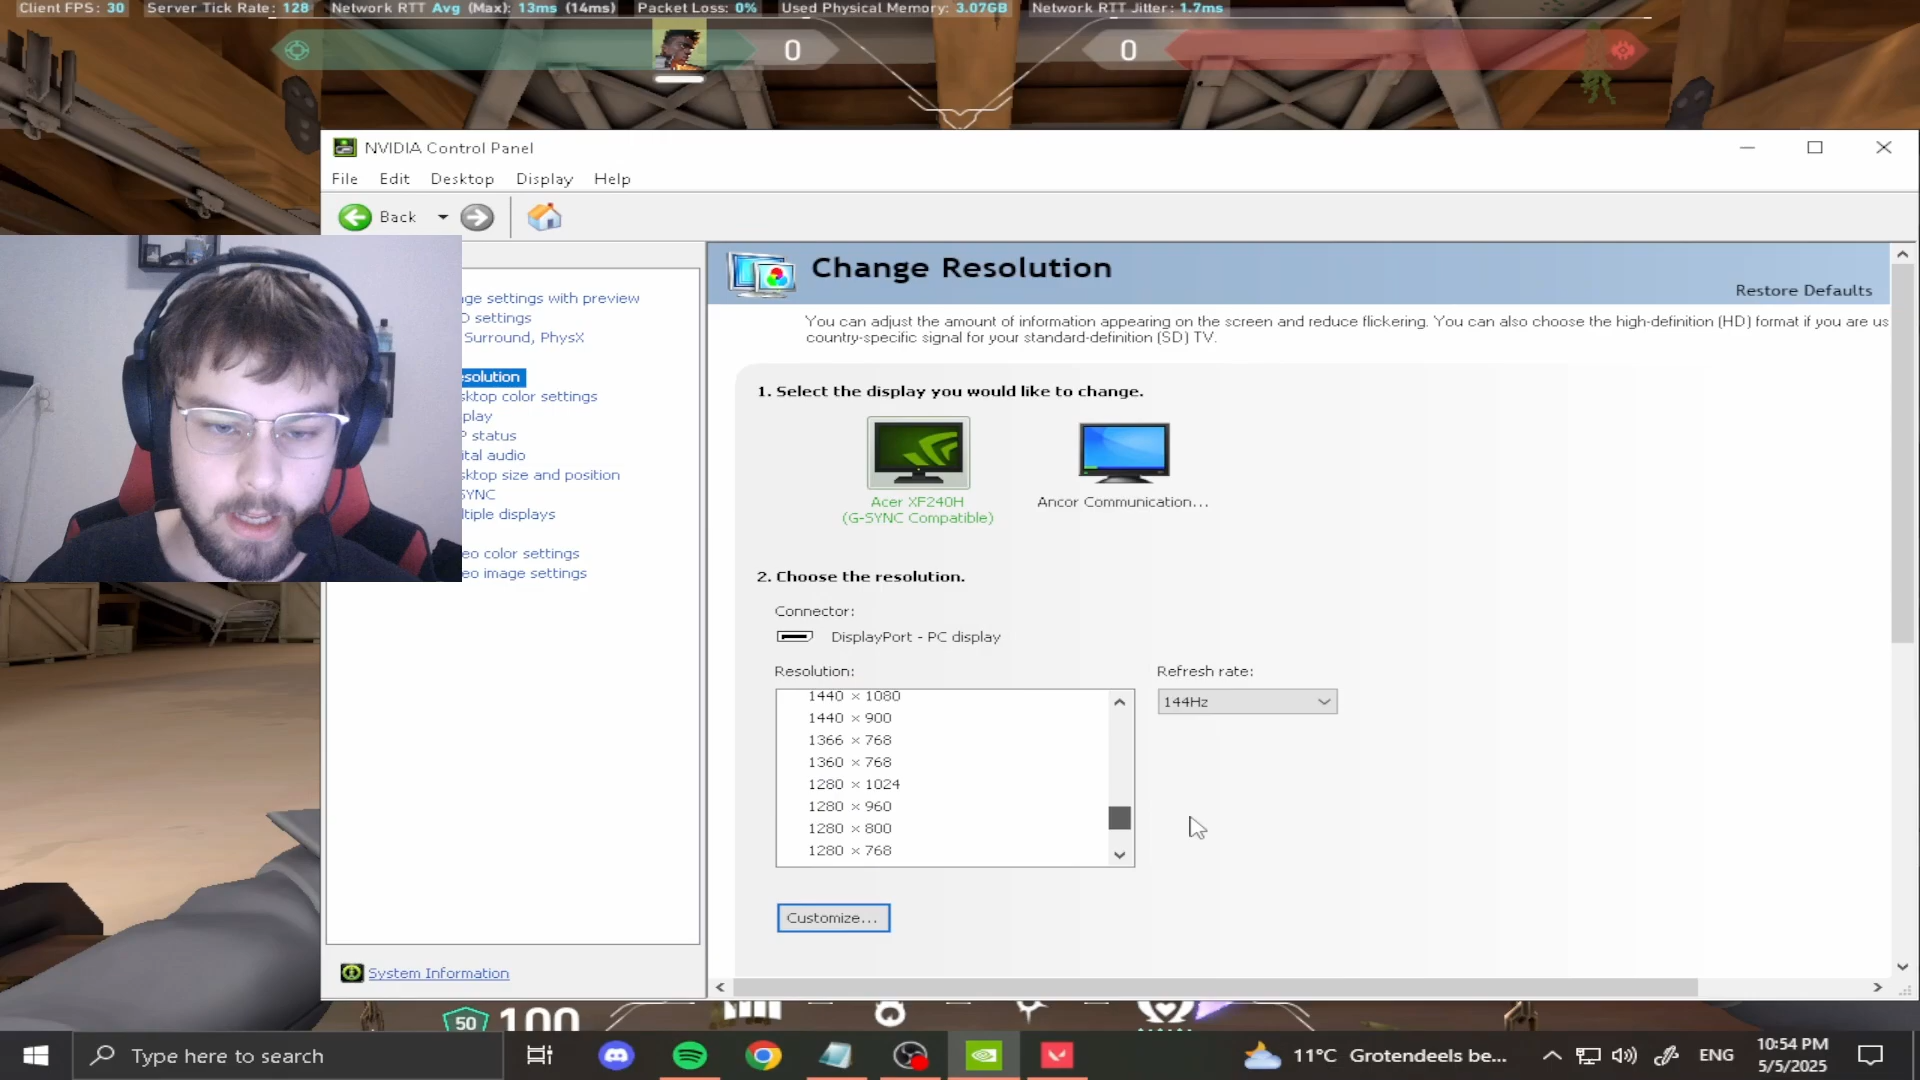 Client FPS: 30 Server Tick Rate: 128 Network RTT Avg (Max): 13ms (14ms) Packet Loss: 0% Used Physical Memory: 3.07GB Network RTT Jitter: 1.7ms
0 0
NVIDIA Control Panel
File Edit Desktop Display Help
Back
Change Resolution
Restore Defaults
You can adjust the amount of information appearing on the screen and reduce flickering. You can also choose the high-definition (HD) format if you are us
country-specific signal for your standard-definition (SD) TV.
ge settings with preview
D settings
Surround, PhysX
solution
sktop color settings
play
P status
ital audio
sktop size and position
SYNC
ltiple displays
eo color settings
eo image settings
System Information
1. Select the display you would like to change.
Acer XF240H
(G-SYNC Compatible)
Ancor Communication...
2. Choose the resolution.
Connector:
DisplayPort - PC display
Resolution:
Refresh rate:
144Hz
1440 × 1080
1440 × 900
1366 × 768
1360 × 768
1280 × 1024
1280 × 960
1280 × 800
1280 × 768
Customize...
50 100
Type here to search
11°C Grotendeels be...
ENG
10:54 PM
5/5/2025